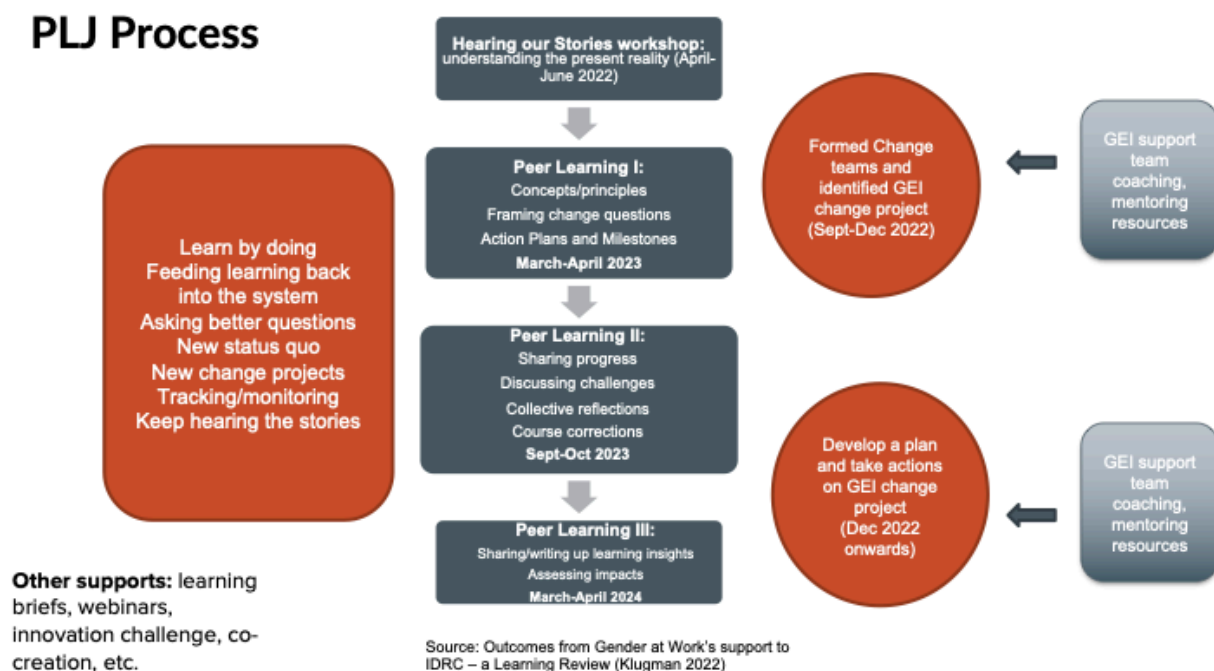 PLJ Process
Hearing our Stories workshop:
understanding the present reality (April-
June 2022)
Peer Learning I:
Concepts/principles
Framing change questions
Action Plans and Milestones
March-April 2023
Peer Learning II:
Sharing progress
Discussing challenges
Collective reflections
Course corrections
Sept-Oct 2023
Peer Learning III:
Sharing/writing up learning insights
Assessing impacts
March-April 2024
Learn by doing
Feeding learning back
into the system
Asking better questions
New status quo
New change projects
Tracking/monitoring
Keep hearing the stories
Formed Change
teams and
identified GEI
change project
(Sept-Dec 2022)
GEI support
team
coaching,
mentoring
resources
Develop a plan
and take actions
on GEI change
project
(Dec 2022
onwards)
GEI support
team
coaching,
mentoring
resources
Other supports: learning
briefs, webinars,
innovation challenge, co-
creation, etc.
Source: Outcomes from Gender at Work's support to
IDRC – a Learning Review (Klugman 2022)